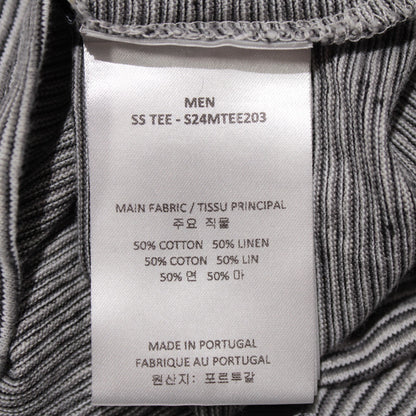 MEN
SS TEE - S24MTEE203
MAIN FABRIC / TISSU PRINCIPAL
주요 직물
50% COTTON 50% LINEN
50% COTON 50% LIN
50% 면 50% 마
MADE IN PORTUGAL
FABRIQUE AU PORTUGAL
원산지: 포르투갈